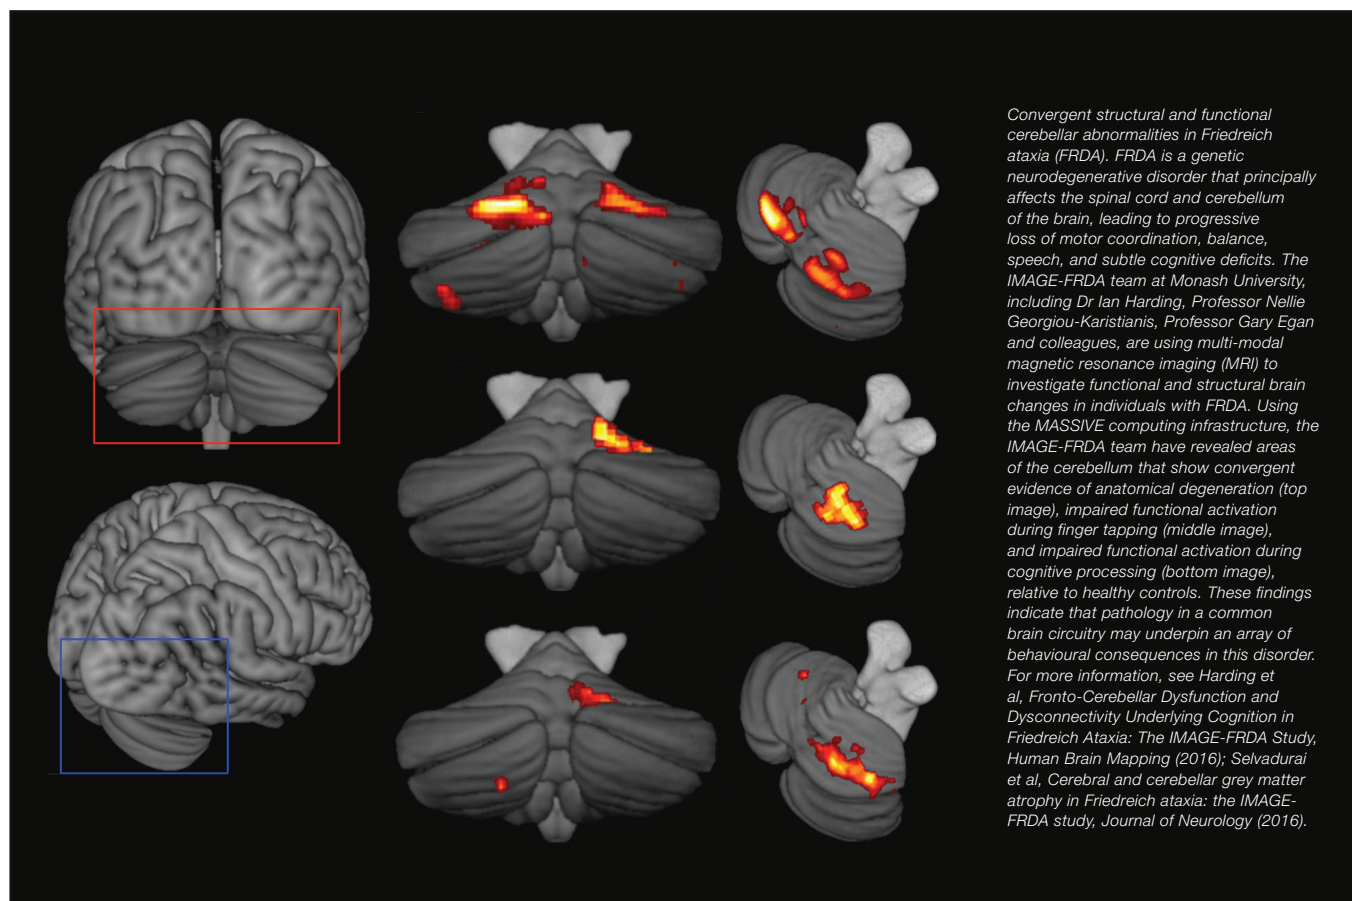 Convergent structural and functional
cerebellar abnormalities in Friedreich
ataxia (FRDA). FRDA is a genetic
neurodegenerative disorder that principally
affects the spinal cord and cerebellum
of the brain, leading to progressive
loss of motor coordination, balance,
speech, and subtle cognitive deficits. The
IMAGE-FRDA team at Monash University,
including Dr Ian Harding, Professor Nellie
Georgiou-Karistianis, Professor Gary Egan
and colleagues, are using multi-modal
magnetic resonance imaging (MRI) to
investigate functional and structural brain
changes in individuals with FRDA. Using
the MASSIVE computing infrastructure, the
IMAGE-FRDA team have revealed areas
of the cerebellum that show convergent
evidence of anatomical degeneration (top
image), impaired functional activation
during finger tapping (middle image),
and impaired functional activation during
cognitive processing (bottom image),
relative to healthy controls. These findings
indicate that pathology in a common
brain circuitry may underpin an array of
behavioural consequences in this disorder.
For more information, see Harding et
al, Fronto-Cerebellar Dysfunction and
Dysconnectivity Underlying Cognition in
Friedreich Ataxia: The IMAGE-FRDA Study,
Human Brain Mapping (2016); Selvadurai
et al, Cerebral and cerebellar grey matter
atrophy in Friedreich ataxia: the IMAGE-
FRDA study, Journal of Neurology (2016).